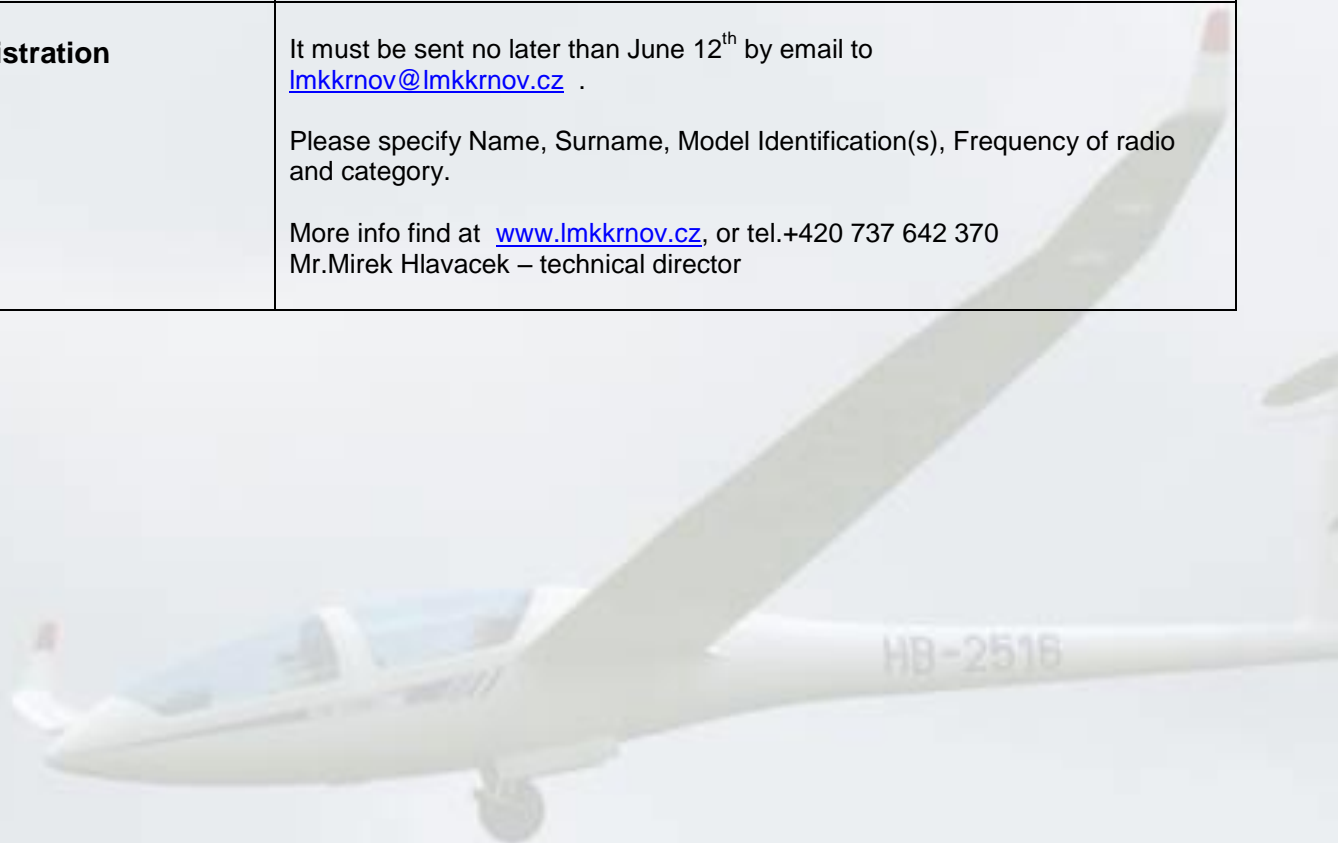 istration
It must be sent no later than June 12th by email to
lmkkrnov@lmkkrnov.cz .
Please specify Name, Surname, Model Identification(s), Frequency of radio
and category.
More info find at www.lmkkrnov.cz, or tel.+420 737 642 370
Mr.Mirek Hlavacek – technical director
HB-2516